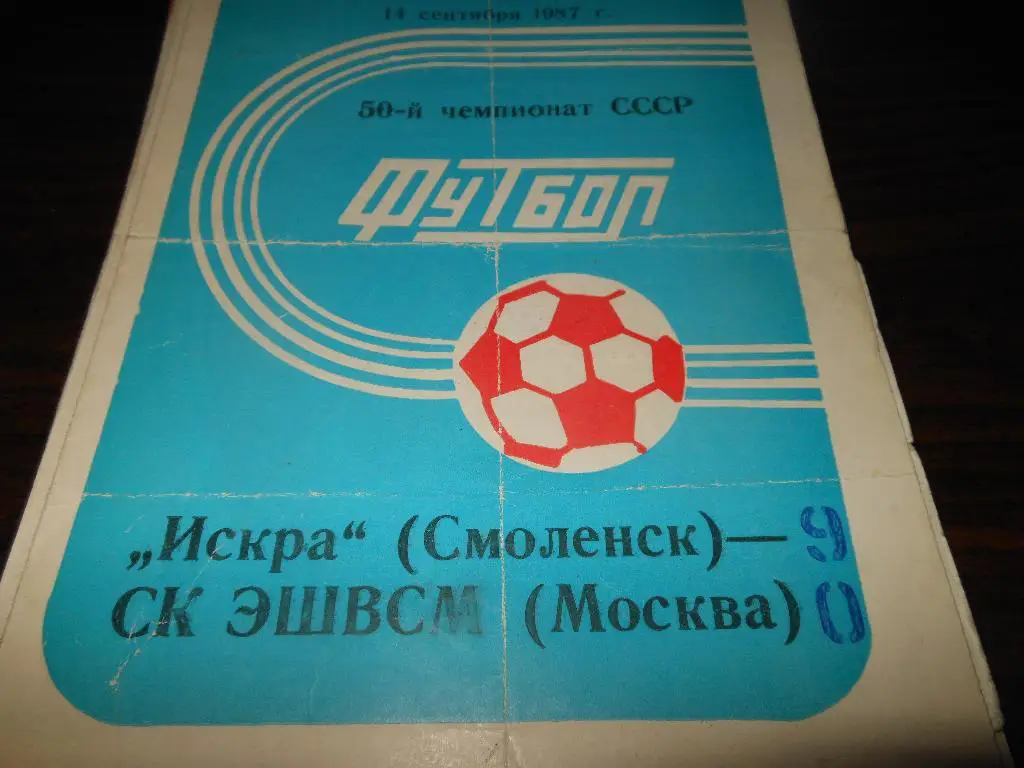 14 сентября 1987 г.
50-й чемпионат СССР
ФУТБОЛ
„Искра“ (Смоленск)— 9
СК ЭШВСМ (Москва) 0